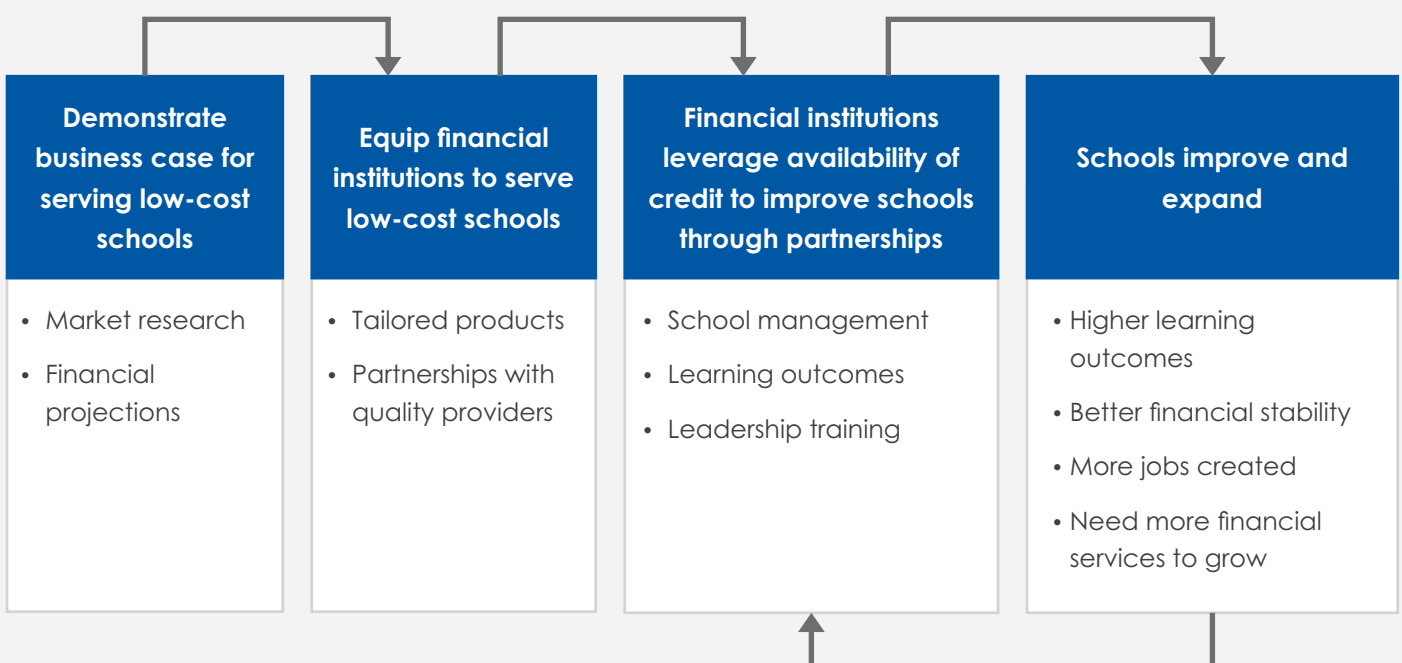 Demonstrate
business case for
serving low-cost
schools
• Market research
• Financial
projections
Equip financial
institutions to serve
low-cost schools
• Tailored products
• Partnerships with
quality providers
Financial institutions
leverage availability of
credit to improve schools
through partnerships
• School management
• Learning outcomes
• Leadership training
Schools improve and
expand
• Higher learning
outcomes
• Better financial stability
• More jobs created
• Need more financial
services to grow